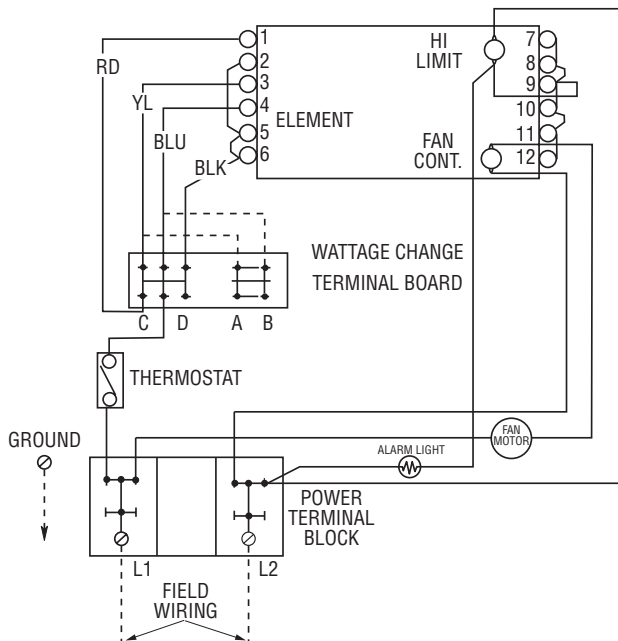 1
2
3
4
5
6
RD
YL
BLU
BLK
ELEMENT
HI
LIMIT
7
8
9
10
11
12
FAN
CONT.
WATTAGE CHANGE
TERMINAL BOARD
C
D
A
B
THERMOSTAT
GROUND
ALARM LIGHT
FAN
MOTOR
POWER
TERMINAL
BLOCK
L1
L2
FIELD
WIRING